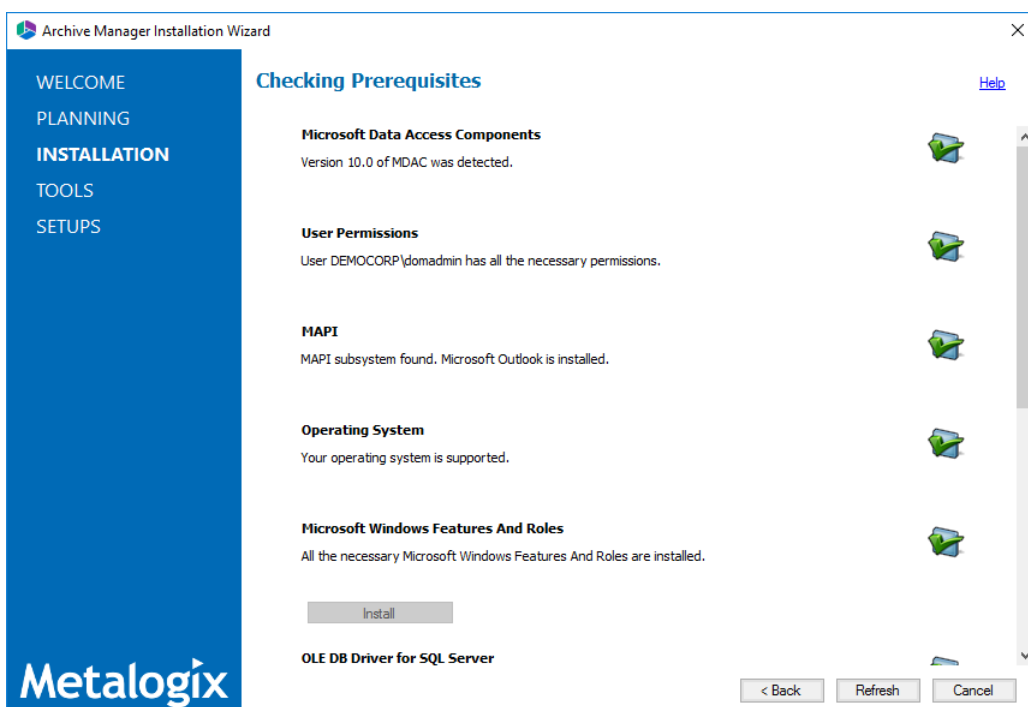 Archive Manager Installation Wizard
WELCOME
PLANNING
INSTALLATION
TOOLS
SETUPS
Metalogix
Checking Prerequisites
Help
Microsoft Data Access Components
Version 10.0 of MDAC was detected.
User Permissions
User DEMOCORP\domadmin has all the necessary permissions.
MAPI
MAPI subsystem found. Microsoft Outlook is installed.
Operating System
Your operating system is supported.
Microsoft Windows Features And Roles
All the necessary Microsoft Windows Features And Roles are installed.
Install
OLE DB Driver for SQL Server
< Back
Refresh
Cancel